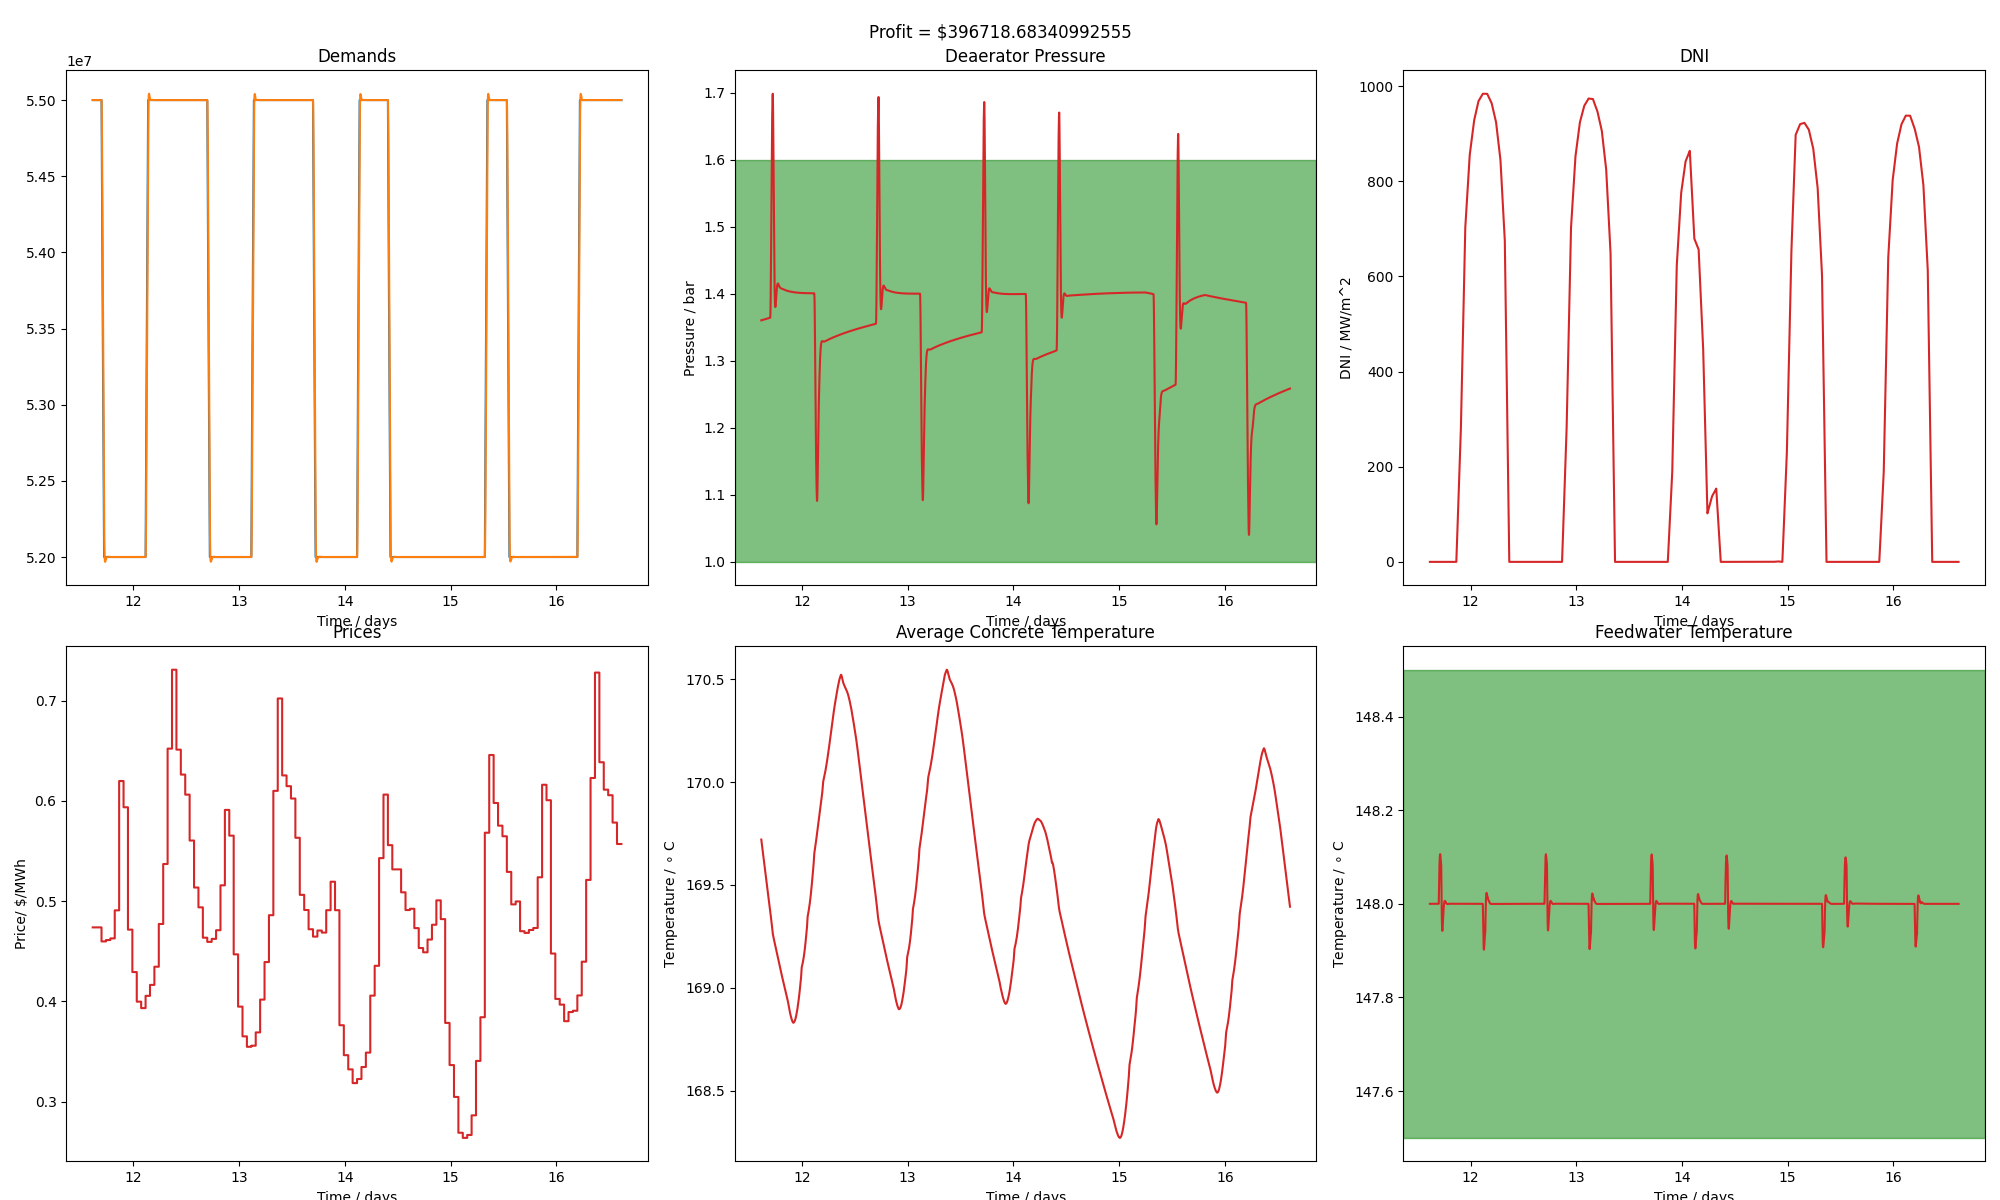 Profit = $396718.68340992555
Demands
1e7
5.50
5.45
5.40
5.35
5.30
5.25
5.20
12 13 14 15 16
Time / days
Deaerator Pressure
Pressure / bar
1.7
1.6
1.5
1.4
1.3
1.2
1.1
1.0
12 13 14 15 16
Time / days
DNI
DNI / MW/m^2
1000
800
600
400
200
0
12 13 14 15 16
Time / days
Prices
Price/ $/MWh
0.7
0.6
0.5
0.4
0.3
12 13 14 15 16
Time / days
Average Concrete Temperature
Temperature / ∘ C
170.5
170.0
169.5
169.0
168.5
12 13 14 15 16
Time / days
Feedwater Temperature
Temperature / ∘ C
148.4
148.2
148.0
147.8
147.6
12 13 14 15 16
Time / days